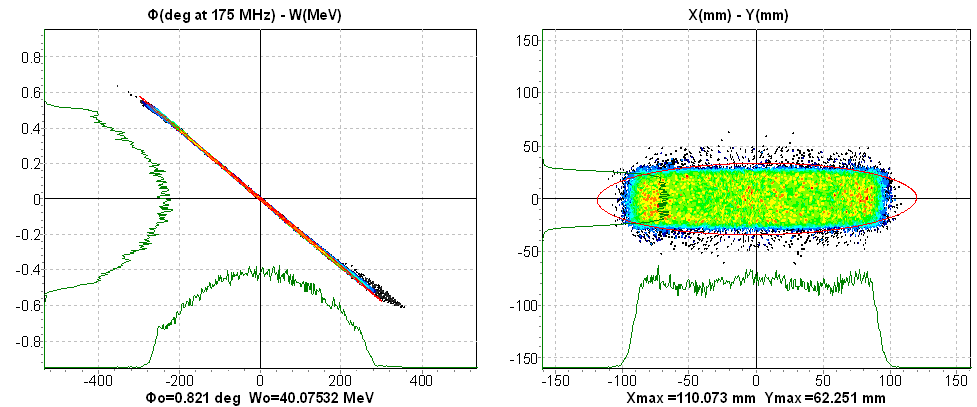 Φ(deg at 175 MHz) - W(MeV)
0.8
0.6
0.4
0.2
0
-0.2
-0.4
-0.6
-0.8
-400 -200 0 200 400
Φo=0.821 deg Wo=40.07532 MeV
X(mm) - Y(mm)
150
100
50
0
-50
-100
-150
-150 -100 -50 0 50 100 150
Xmax =110.073 mm Ymax =62.251 mm